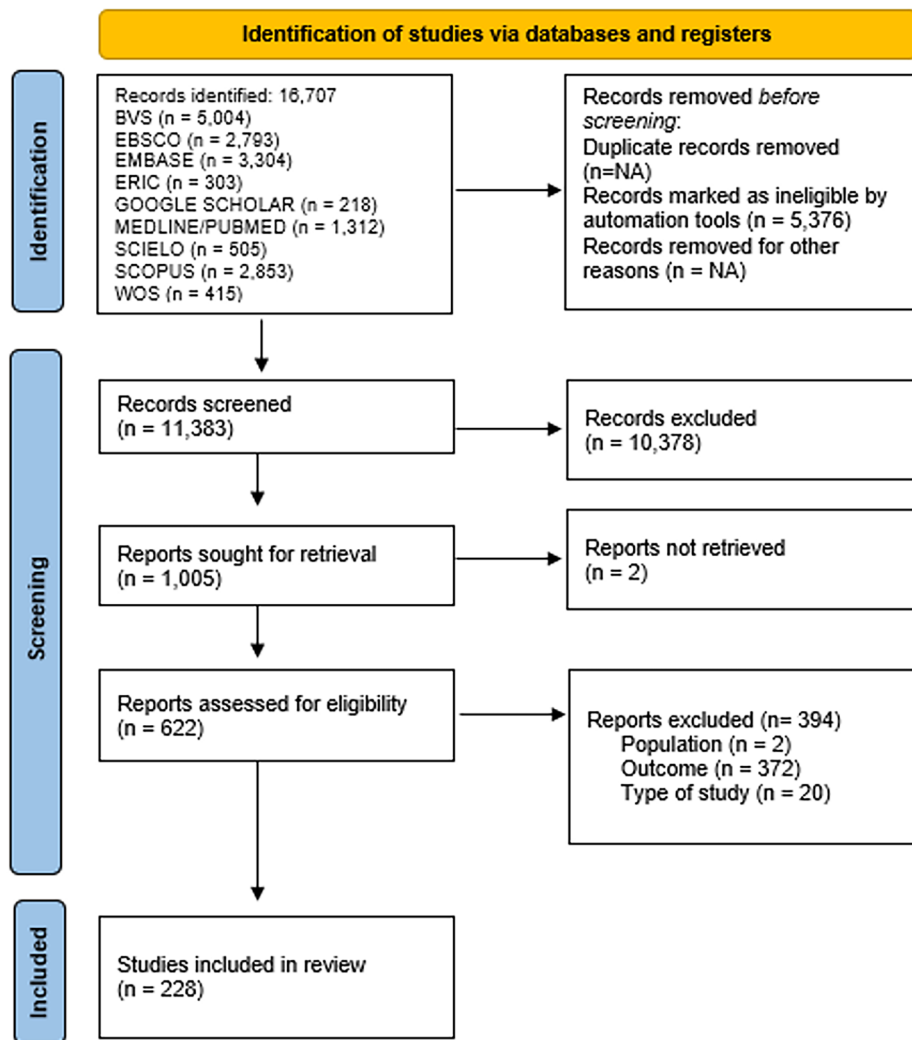 Identification of studies via databases and registers
Identification
Records identified: 16,707
BVS (n = 5,004)
EBSCO (n = 2,793)
EMBASE (n = 3,304)
ERIC (n = 303)
GOOGLE SCHOLAR (n = 218)
MEDLINE/PUBMED (n = 1,312)
SCIELO (n = 505)
SCOPUS (n = 2,853)
WOS (n = 415)
Records removed before
screening:
Duplicate records removed
(n=NA)
Records marked as ineligible by
automation tools (n = 5,376)
Records removed for other
reasons (n = NA)
Screening
Records screened
(n = 11,383)
Records excluded
(n = 10,378)
Reports sought for retrieval
(n = 1,005)
Reports not retrieved
(n = 2)
Reports assessed for eligibility
(n = 622)
Reports excluded (n= 394)
Population (n = 2)
Outcome (n = 372)
Type of study (n = 20)
Included
Studies included in review
(n = 228)